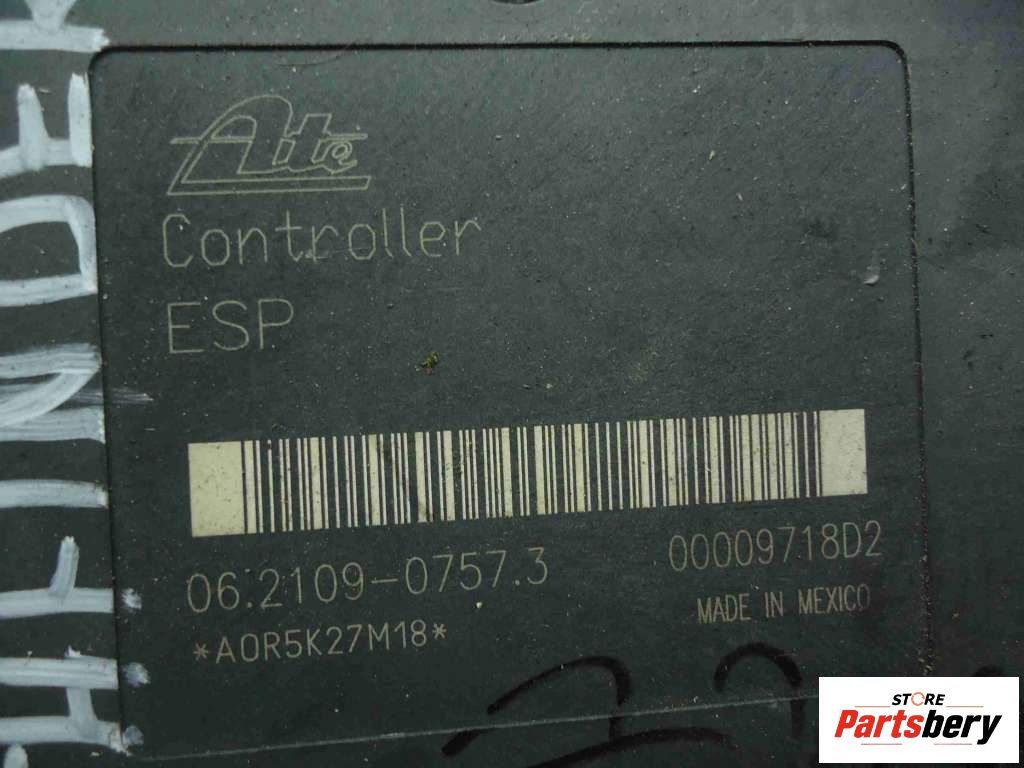 Ate
Controller
ESP
06.2109-0757.3
00009718D2
MADE IN MEXICO
*A0R5K27M18*
STORE
Partsbery